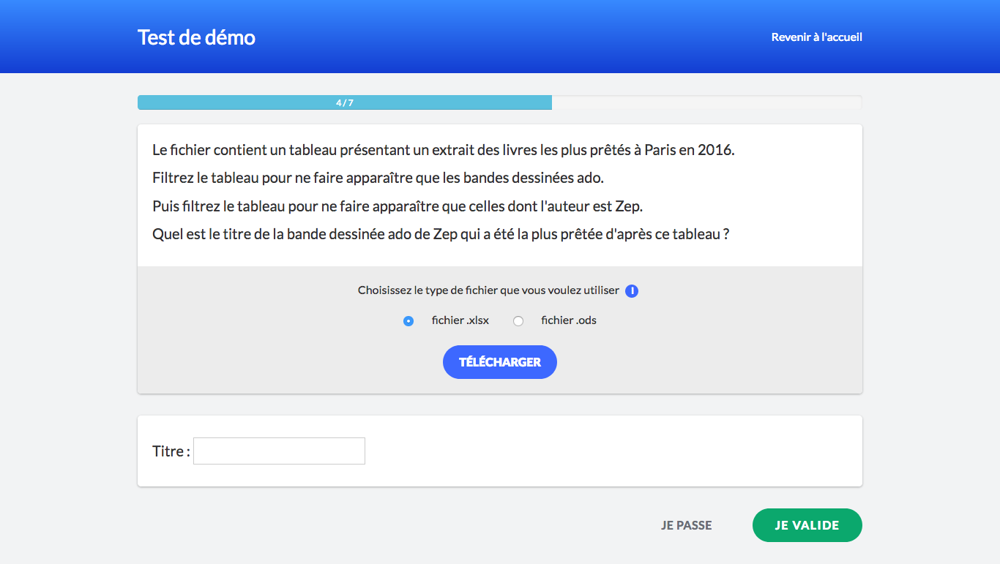 Test de démo
Revenir à l'accueil
4 / 7
Le fichier contient un tableau présentant un extrait des livres les plus prêtés à Paris en 2016.
Filtrez le tableau pour ne faire apparaître que les bandes dessinées ado.
Puis filtrez le tableau pour ne faire apparaître que celles dont l'auteur est Zep.
Quel est le titre de la bande dessinée ado de Zep qui a été la plus prêtée d'après ce tableau ?
Choisissez le type de fichier que vous voulez utiliser I
fichier .xlsx fichier .ods
TÉLÉCHARGER
Titre :
JE PASSE JE VALIDE